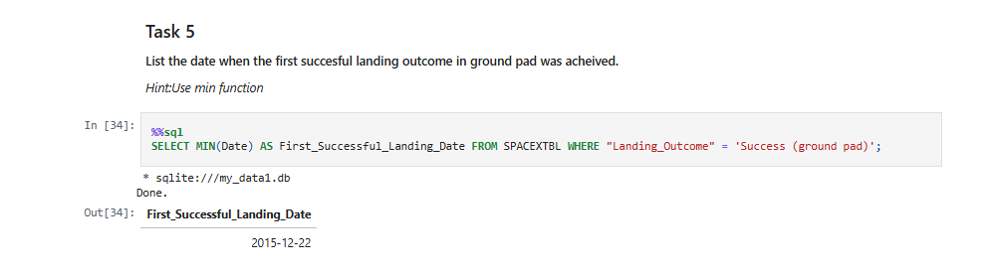 Task 5
List the date when the first succesful landing outcome in ground pad was acheived.
Hint:Use min function
In [34]:
%%sql
SELECT MIN(Date) AS First_Successful_Landing_Date FROM SPACEXTBL WHERE "Landing_Outcome" = 'Success (ground pad)';
* sqlite:///my_data1.db
Done.
Out[34]:
First_Successful_Landing_Date
2015-12-22